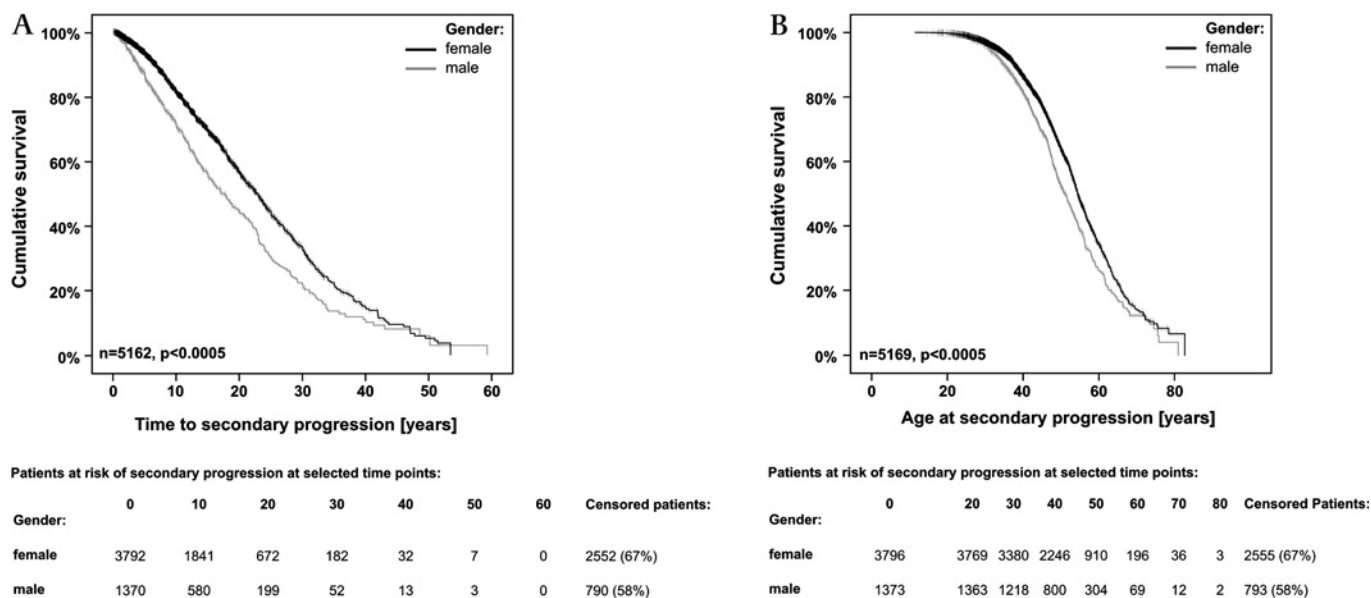 A
Gender:
female
male
100%
80%
60%
40%
20%
0%
Cumulative survival
n=5162, p<0.0005
0 10 20 30 40 50 60
Time to secondary progression [years]
Patients at risk of secondary progression at selected time points:
0 10 20 30 40 50 60 Censored patients:
Gender:
female 3792 1841 672 182 32 7 0 2552 (67%)
male 1370 580 199 52 13 3 0 790 (58%)
B
Gender:
female
male
100%
80%
60%
40%
20%
0%
Cumulative survival
n=5169, p<0.0005
0 20 40 60 80
Age at secondary progression [years]
Patients at risk of secondary progression at selected time points:
0 20 30 40 50 60 70 80 Censored Patients:
Gender:
female 3796 3769 3380 2246 910 196 36 3 2555 (67%)
male 1373 1363 1218 800 304 69 12 2 793 (58%)